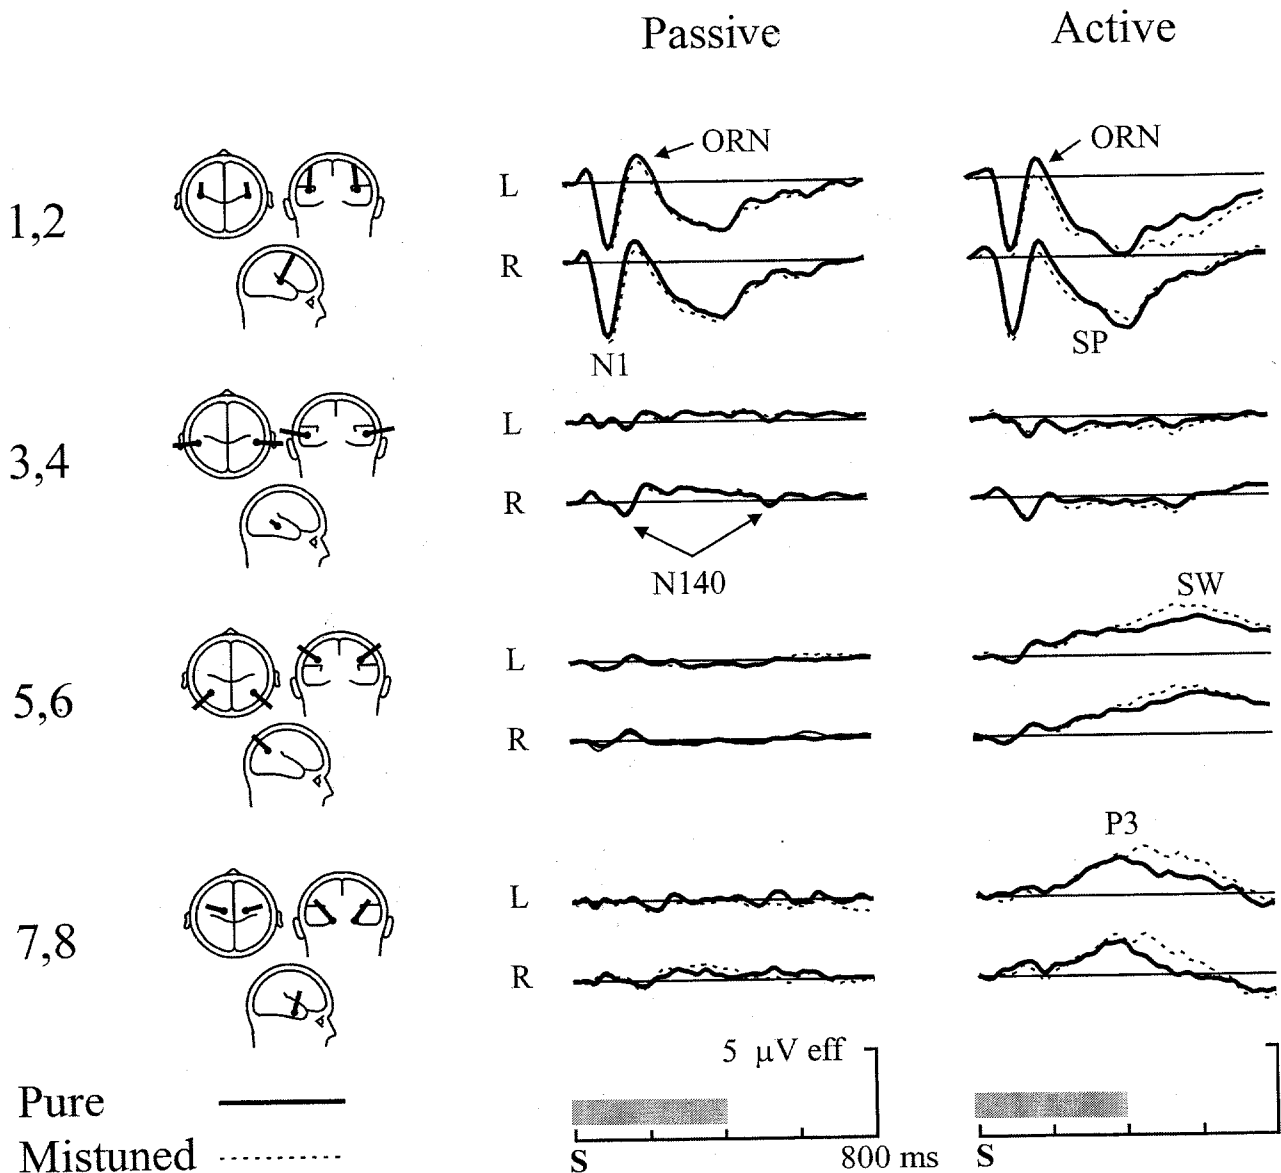 Passive Active
ORN ORN
1,2 L
R
N1 SP
3,4 L
R
N140
SW
5,6 L
R
P3
7,8 L
R
5 μV eff
Pure
Mistuned
S 800 ms S